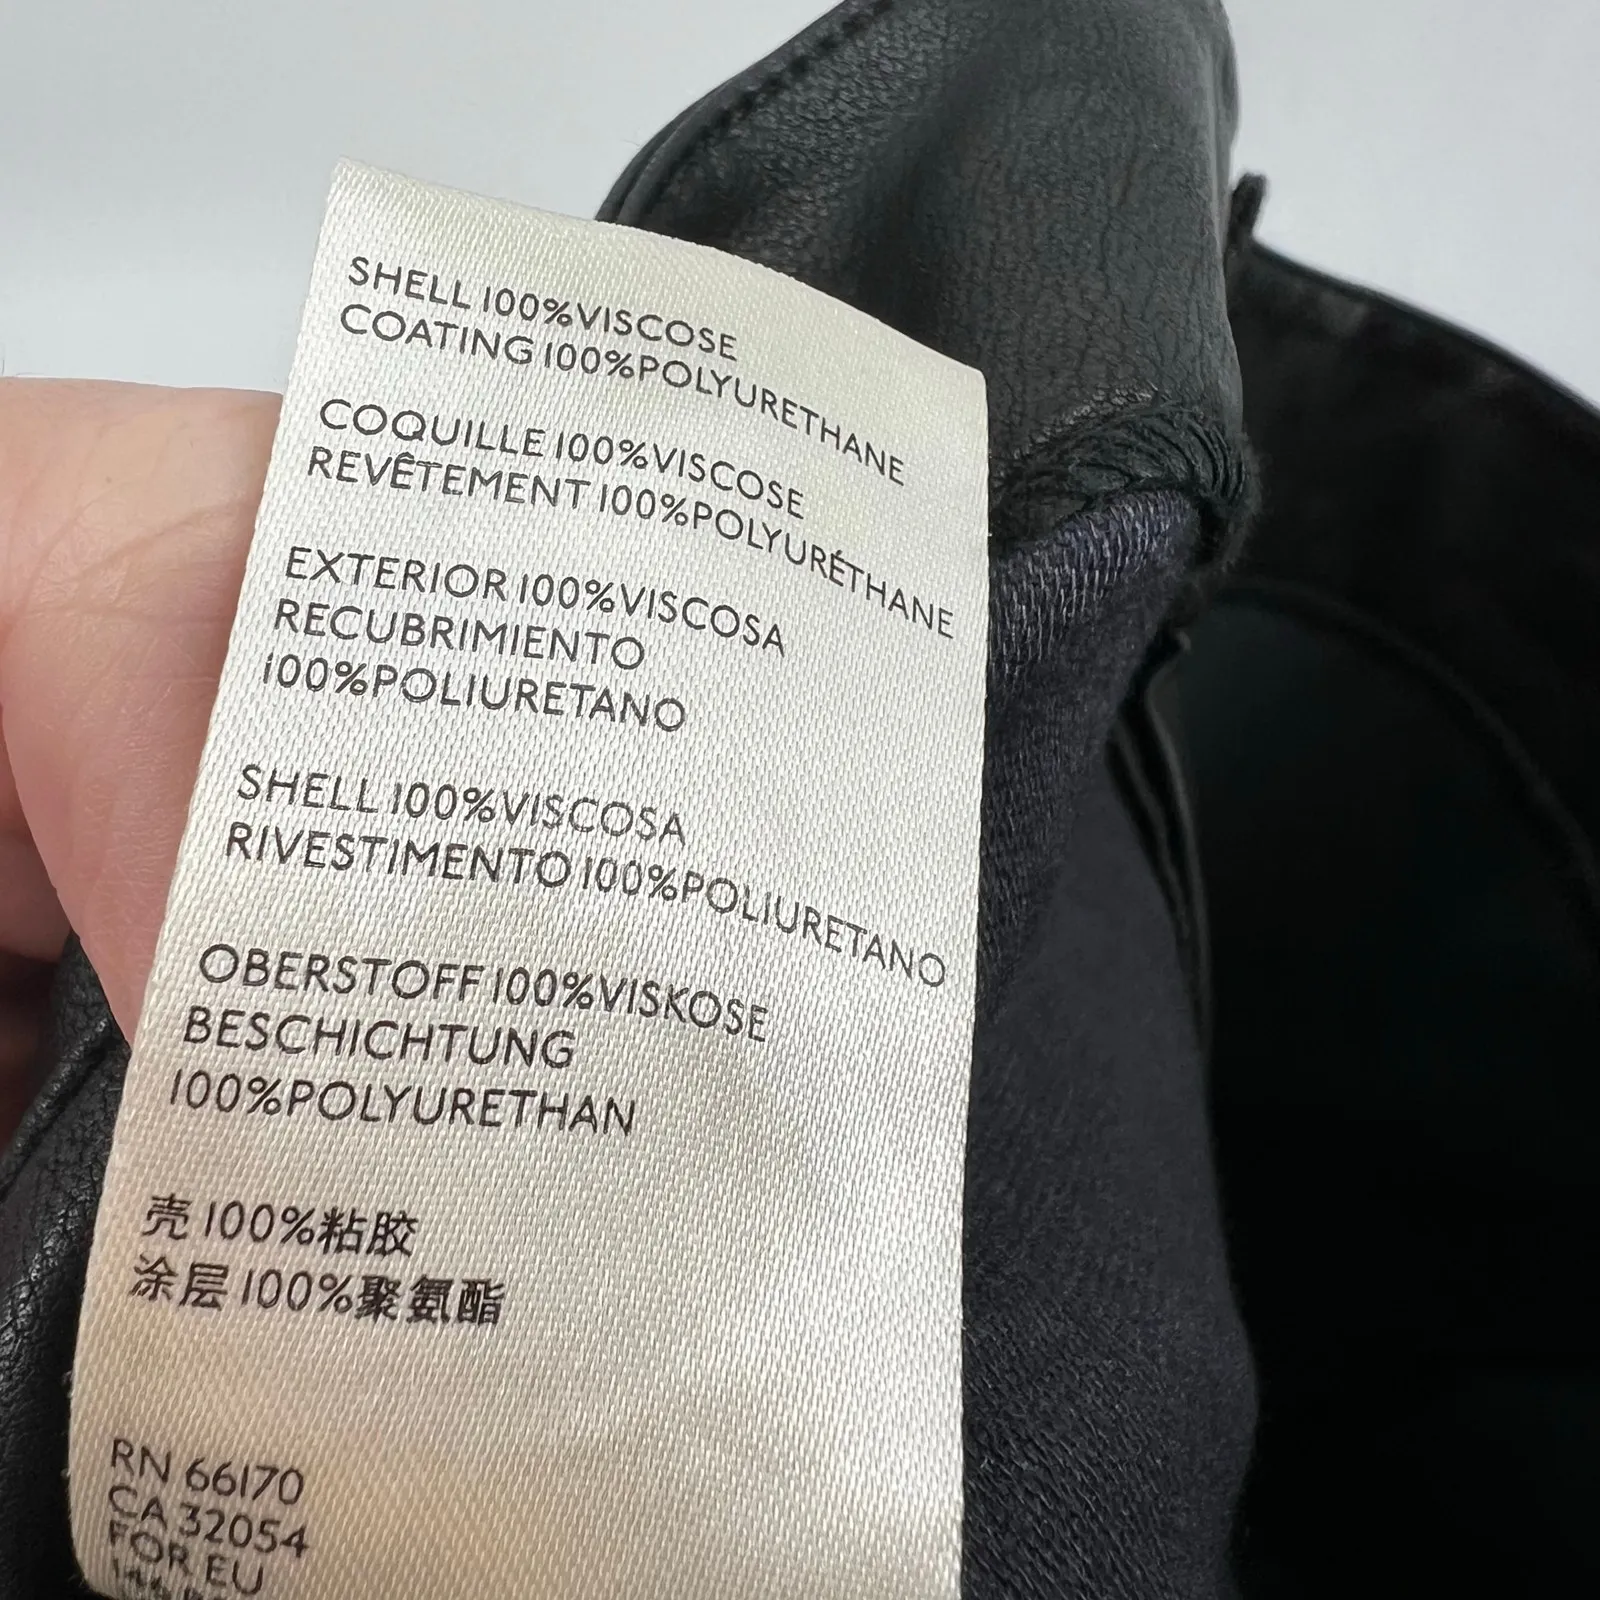 SHELL 100%VISCOSE
COATING 100%POLYURETHANE
COQUILLE 100%VISCOSE
REVÊTEMENT 100%POLYURÉTHANE
EXTERIOR 100%VISCOSA
RECUBRIMIENTO
100%POLIURETANO
SHELL 100%VISCOSA
RIVESTIMENTO 100%POLIURETANO
OBERSTOFF 100%VISKOSE
BESCHICHTUNG
100%POLYURETHAN
壳 100%粘胶
涂层 100%聚氨酯
RN 66170
CA 32054
FOR EU